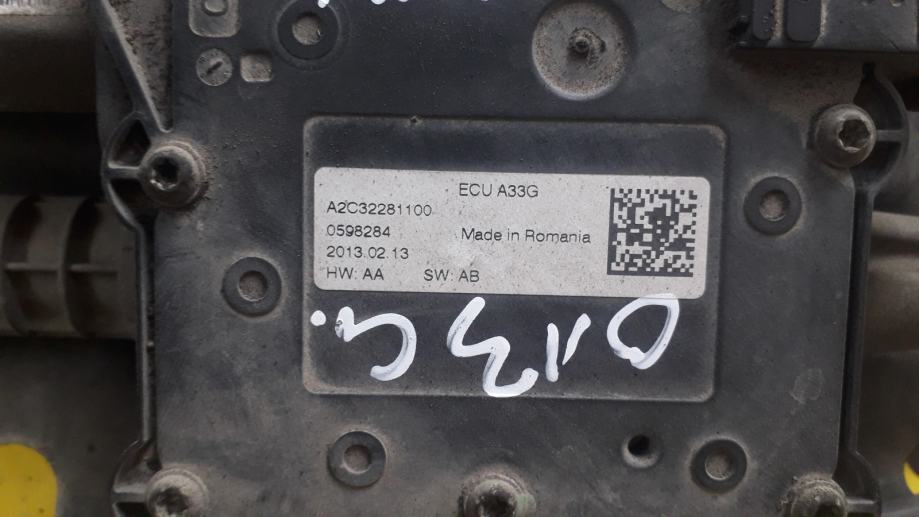 ECU A33G
A2C32281100
0598284
Made in Romania
2013.02.13
HW: AA SW: AB